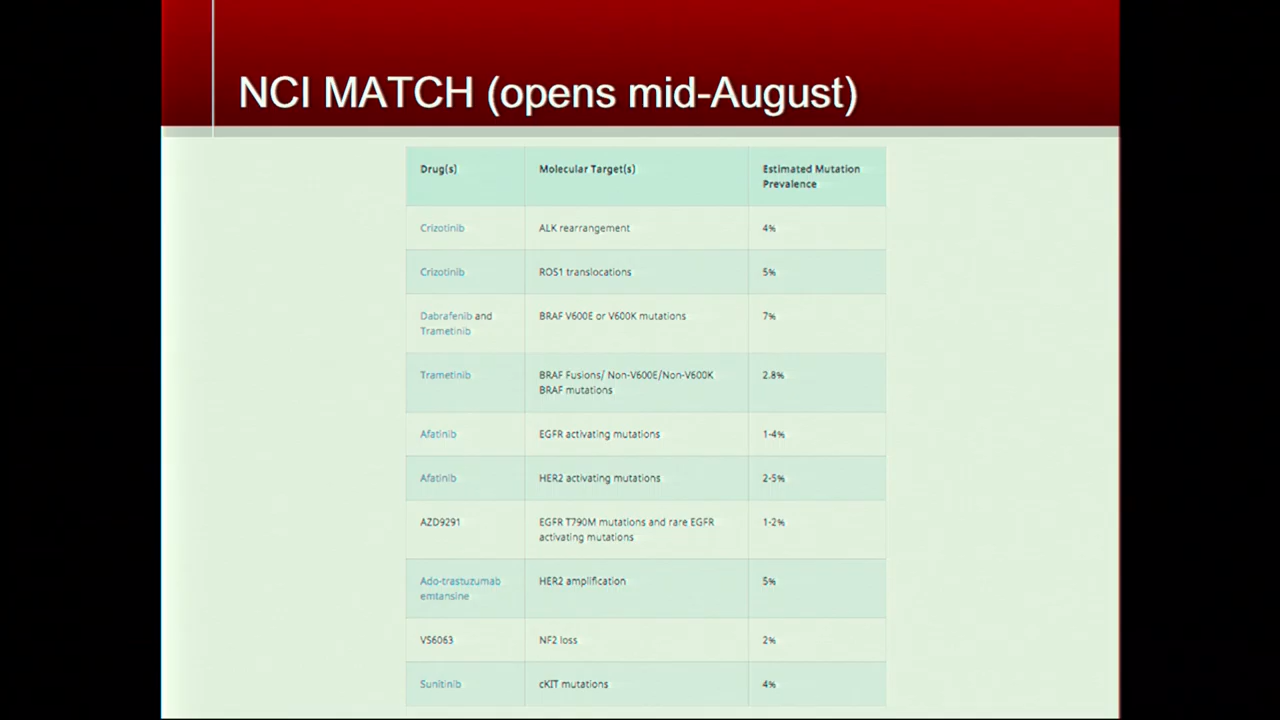 NCI MATCH (opens mid-August)
Drug(s) Molecular Target(s) Estimated Mutation
Prevalence
Crizotinib ALK rearrangement 4%
Crizotinib ROS1 translocations 5%
Dabrafenib and BRAF V600E or V600K mutations 7%
Trametinib
Trametinib BRAF Fusions/ Non-V600E/Non-V600K 2.8%
BRAF mutations
Afatinib EGFR activating mutations 1-4%
Afatinib HER2 activating mutations 2-5%
AZD9291 EGFR T790M mutations and rare EGFR 1-2%
activating mutations
Ado-trastuzumab HER2 amplification 5%
emtansine
VS6063 NF2 loss 2%
Sunitinib cKIT mutations 4%